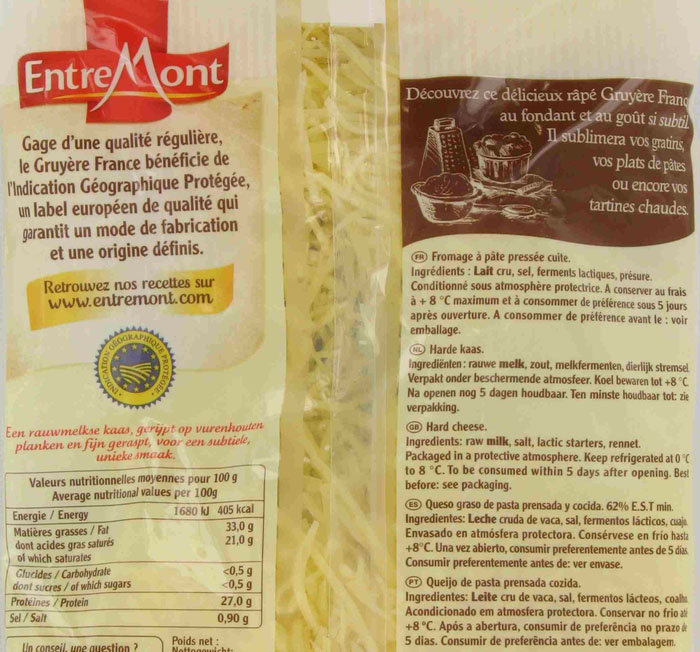 EntreMont
Gage d'une qualité régulière,
le Gruyère France bénéficie de
l'Indication Géographique Protégée,
un label européen de qualité qui
garantit un mode de fabrication
et une origine définis.
Retrouvez nos recettes sur
www.entremont.com
INDICATION GÉOGRAPHIQUE PROTÉGÉE
Een rauwmelkse kaas, gerijpt op vurenhouten
planken en fijn geraspt, voor een subtiele,
unieke smaak.
Valeurs nutritionnelles moyennes pour 100 g
Average nutritional values per 100g
Energie / Energy 1680 kJ 405 kcal
Matières grasses / Fat 33,0 g
dont acides gras saturés 21,0 g
of which saturates
Glucides / Carbohydrate <0,5 g
dont sucres / of which sugars <0,5 g
Protéines / Protein 27,0 g
Sel / Salt 0,90 g
Un conseil, une question ?
Poids net :
Nettogewicht:
Découvrez ce délicieux râpé Gruyère
au fondant et au goût si subtil
Il sublimera vos gratins,
vos plats de pâtes
ou encore vos
tartines chaudes.
FR Fromage à pâte pressée cuite.
Ingrédients : Lait cru, sel, ferments lactiques, présure.
Conditionné sous atmosphère protectrice. A conserver au frais
à + 8 °C maximum et à consommer de préférence sous 5 jours
après ouverture. A consommer de préférence avant le : voir
emballage.
NL Harde kaas.
Ingrediënten : rauwe melk, zout, melkfermenten, dierlijk stremsel.
Verpakt onder beschermende atmosfeer. Koel bewaren tot +8 °C.
Na openen nog 5 dagen houdbaar. Ten minste houdbaar tot: zie
verpakking.
GB Hard cheese.
Ingredients: raw milk, salt, lactic starters, rennet.
Packaged in a protective atmosphere. Keep refrigerated at 0 °C
to 8 °C. To be consumed within 5 days after opening. Best
before: see packaging.
ES Queso graso de pasta prensada y cocida. 62% E.S.T min.
Ingredientes: Leche cruda de vaca, sal, fermentos lácticos, cuajo.
Envasado en atmósfera protectora. Consérvese en frío hasta
+8°C. Una vez abierto, consumir preferentemente antes de 5 días.
Consumir preferentemente antes de: ver envase.
PT Queijo de pasta prensada cozida.
Ingredientes: Leite cru de vaca, sal, fermentos lácteos, coalho.
Acondicionado em atmosfera protectora. Conservar no frio até
+8 °C. Após a abertura, consumir de preferência no prazo de
5 dias. Consumir de preferência antes de: ver embalagem.